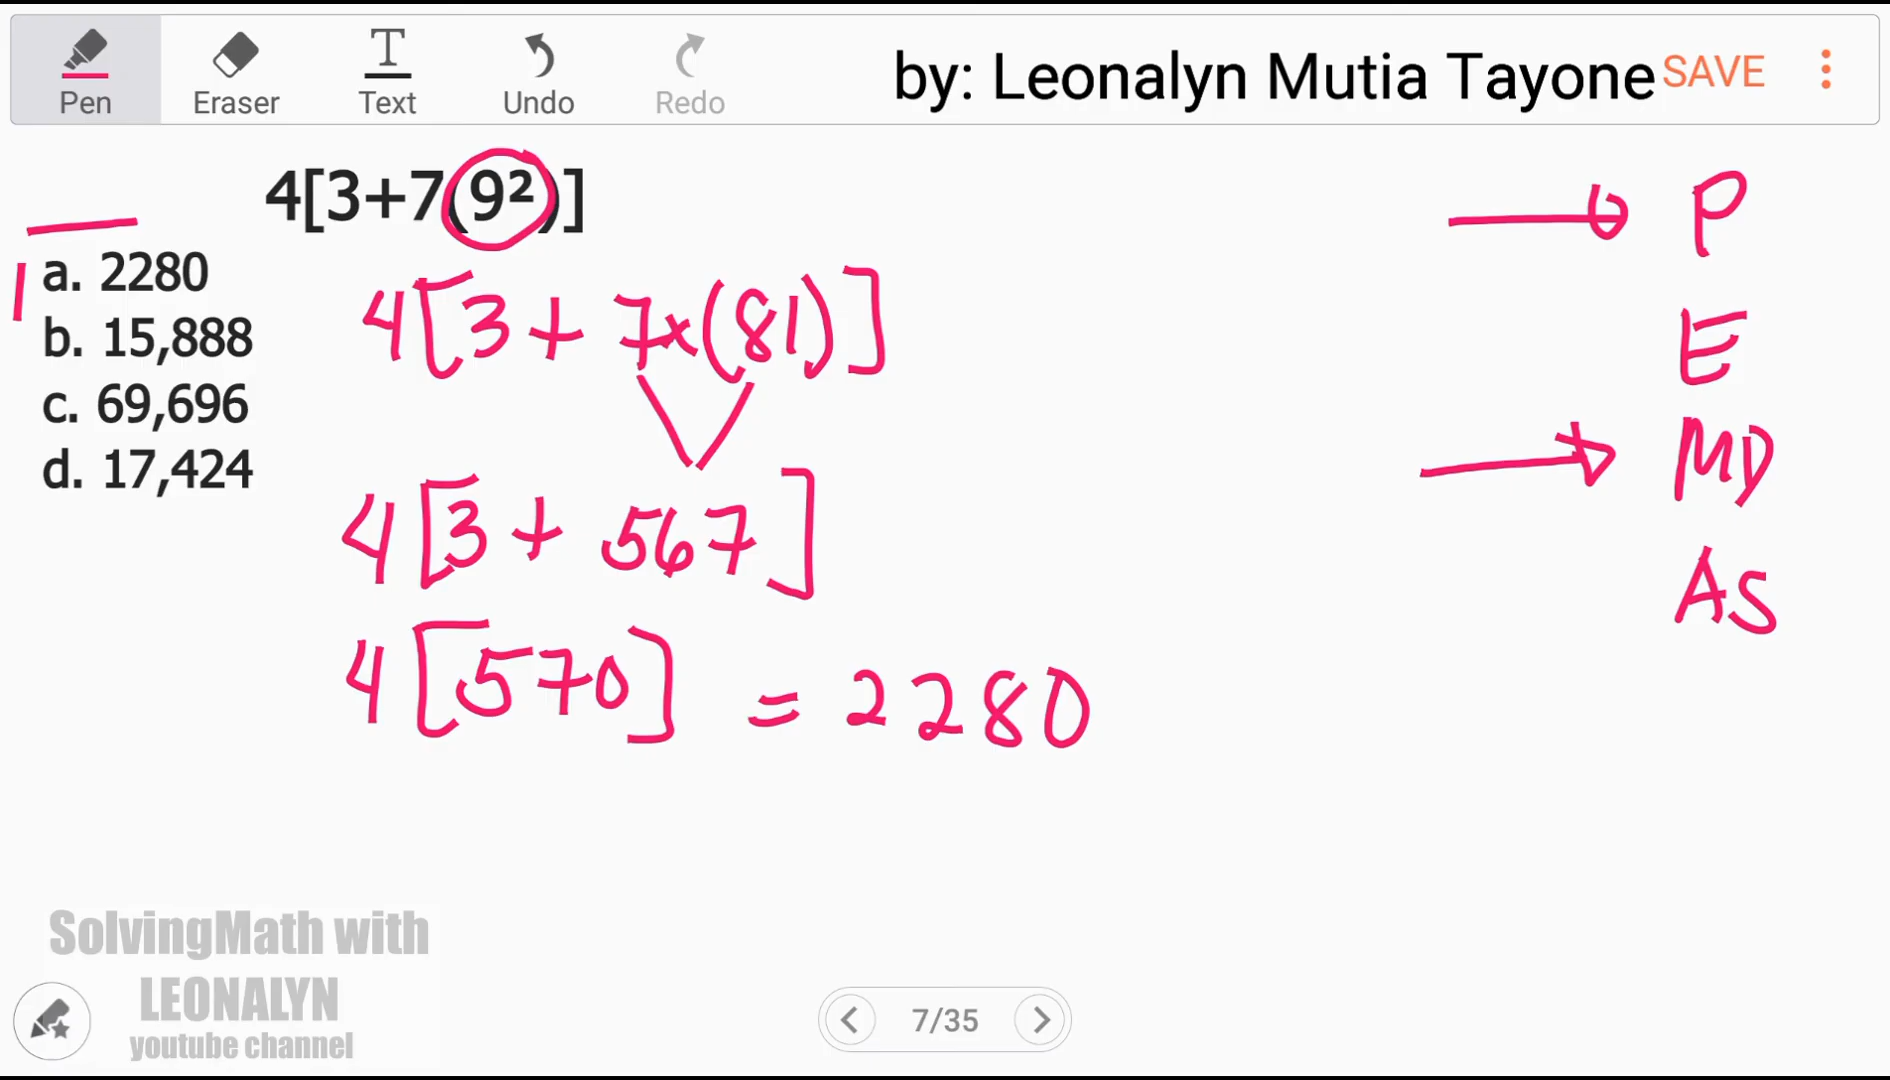 Pen Eraser Text Undo Redo by: Leonalyn Mutia Tayone SAVE
4[3+7(9²)]
a. 2280
b. 15,888
c. 69,696
d. 17,424
4[3 + 7x(81)]
4[3 + 567]
4[570] = 2280
P
E
MD
AS
SolvingMath with
LEONALYN
youtube channel
7/35